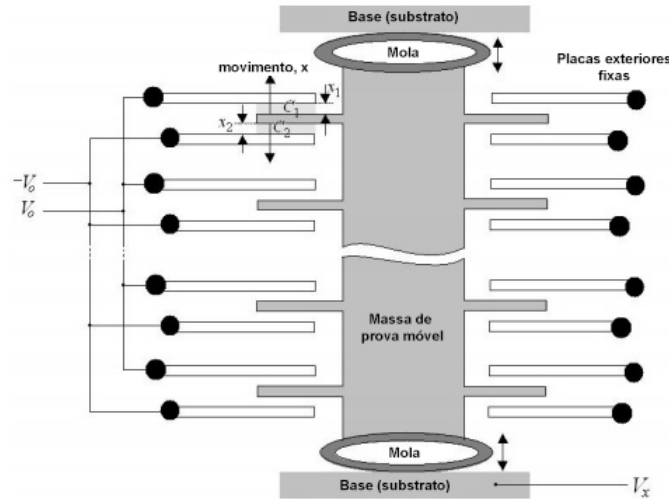 Base (substrato)
Mola
movimento, x
Placas exteriores
fixas
x₁
C₁
x₂
C₂
−Vₒ
Vₒ
Massa de
prova móvel
Mola
Base (substrato)
Vₓ